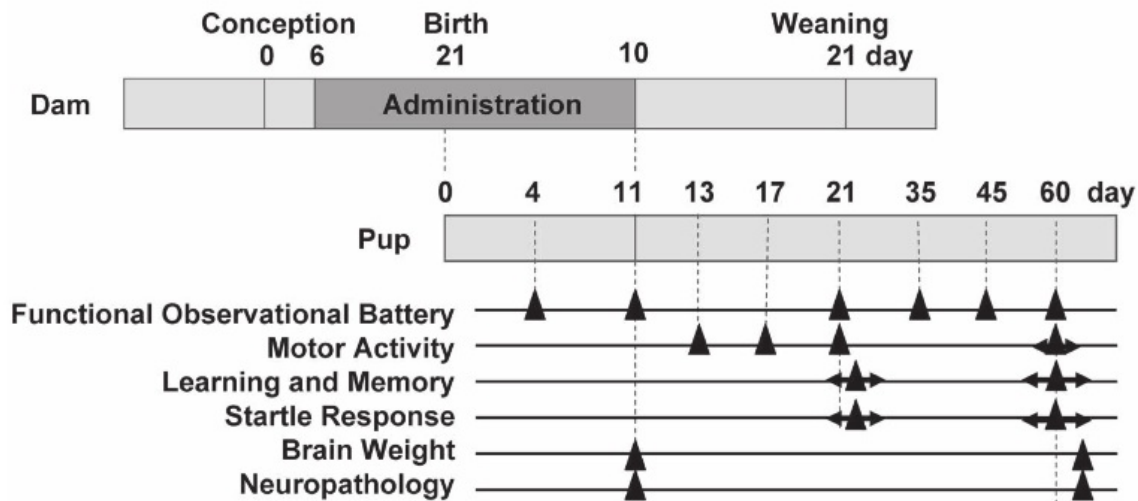 Conception Birth Weaning
0 6 21 10 21 day
Dam Administration
0 4 11 13 17 21 35 45 60 day
Pup
Functional Observational Battery
Motor Activity
Learning and Memory
Startle Response
Brain Weight
Neuropathology